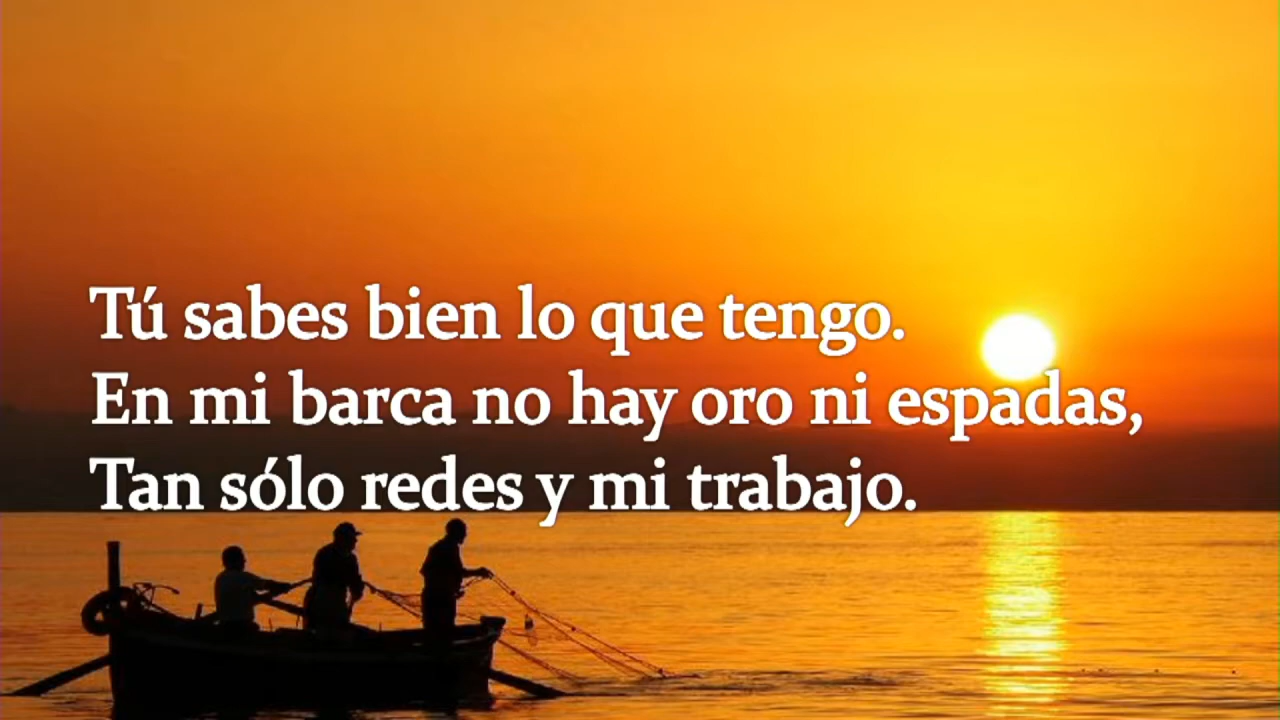 Tú sabes bien lo que tengo.
En mi barca no hay oro ni espadas,
Tan sólo redes y mi trabajo.